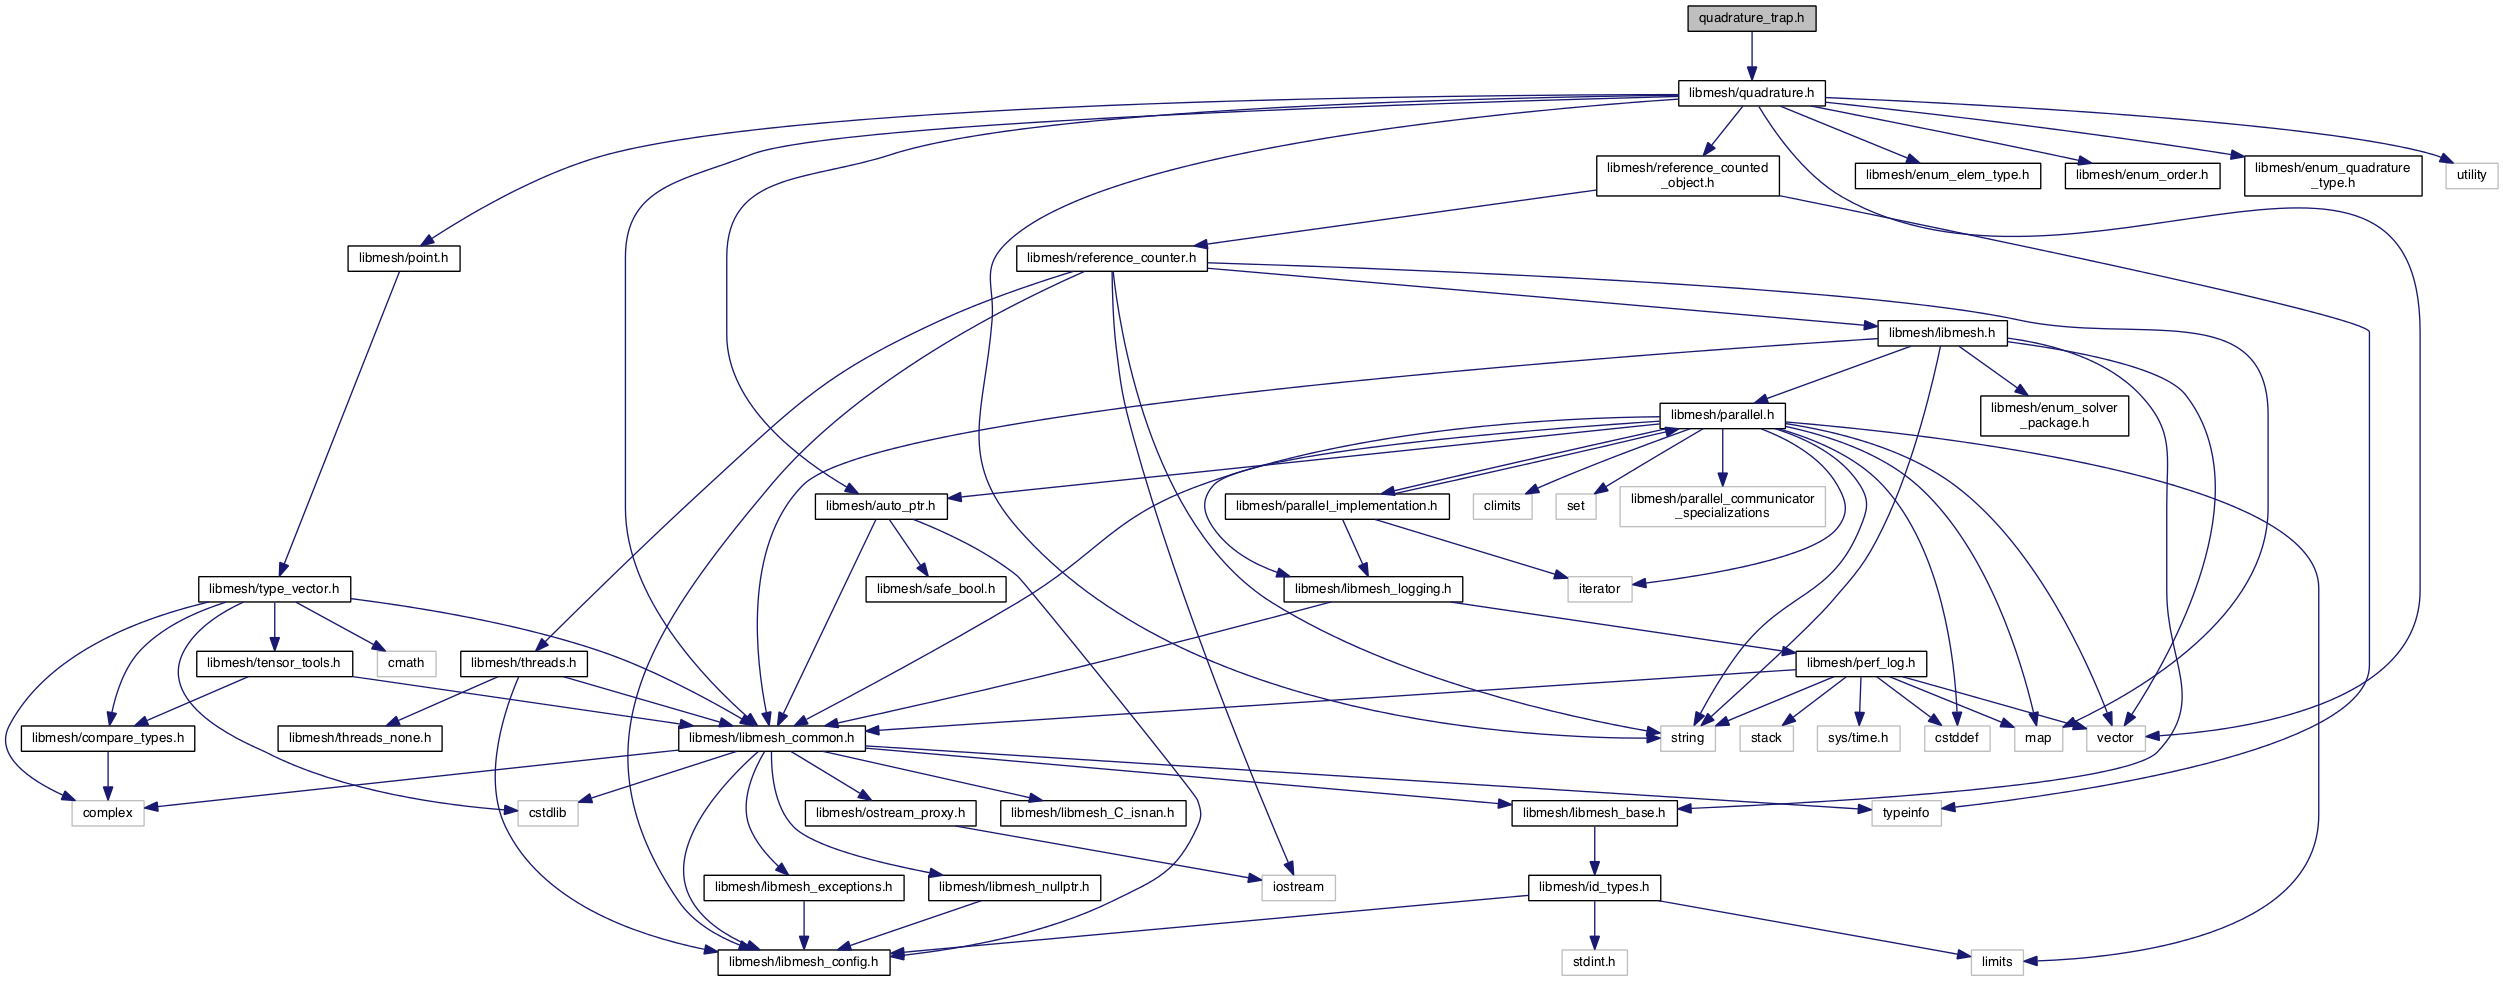 quadrature_trap.h
libmesh/quadrature.h
libmesh/reference_counted
_object.h
libmesh/enum_elem_type.h
libmesh/enum_order.h
libmesh/enum_quadrature
_type.h
utility
libmesh/point.h
libmesh/reference_counter.h
libmesh/libmesh.h
libmesh/parallel.h
libmesh/enum_solver
_package.h
libmesh/auto_ptr.h
libmesh/parallel_implementation.h
climits
set
libmesh/parallel_communicator
_specializations
libmesh/type_vector.h
libmesh/safe_bool.h
libmesh/libmesh_logging.h
iterator
libmesh/tensor_tools.h
cmath
libmesh/threads.h
libmesh/perf_log.h
libmesh/compare_types.h
libmesh/threads_none.h
libmesh/libmesh_common.h
string
stack
sys/time.h
cstddef
map
vector
complex
cstdlib
libmesh/ostream_proxy.h
libmesh/libmesh_C_isnan.h
libmesh/libmesh_base.h
typeinfo
libmesh/libmesh_exceptions.h
libmesh/libmesh_nullptr.h
iostream
libmesh/id_types.h
libmesh/libmesh_config.h
stdint.h
limits